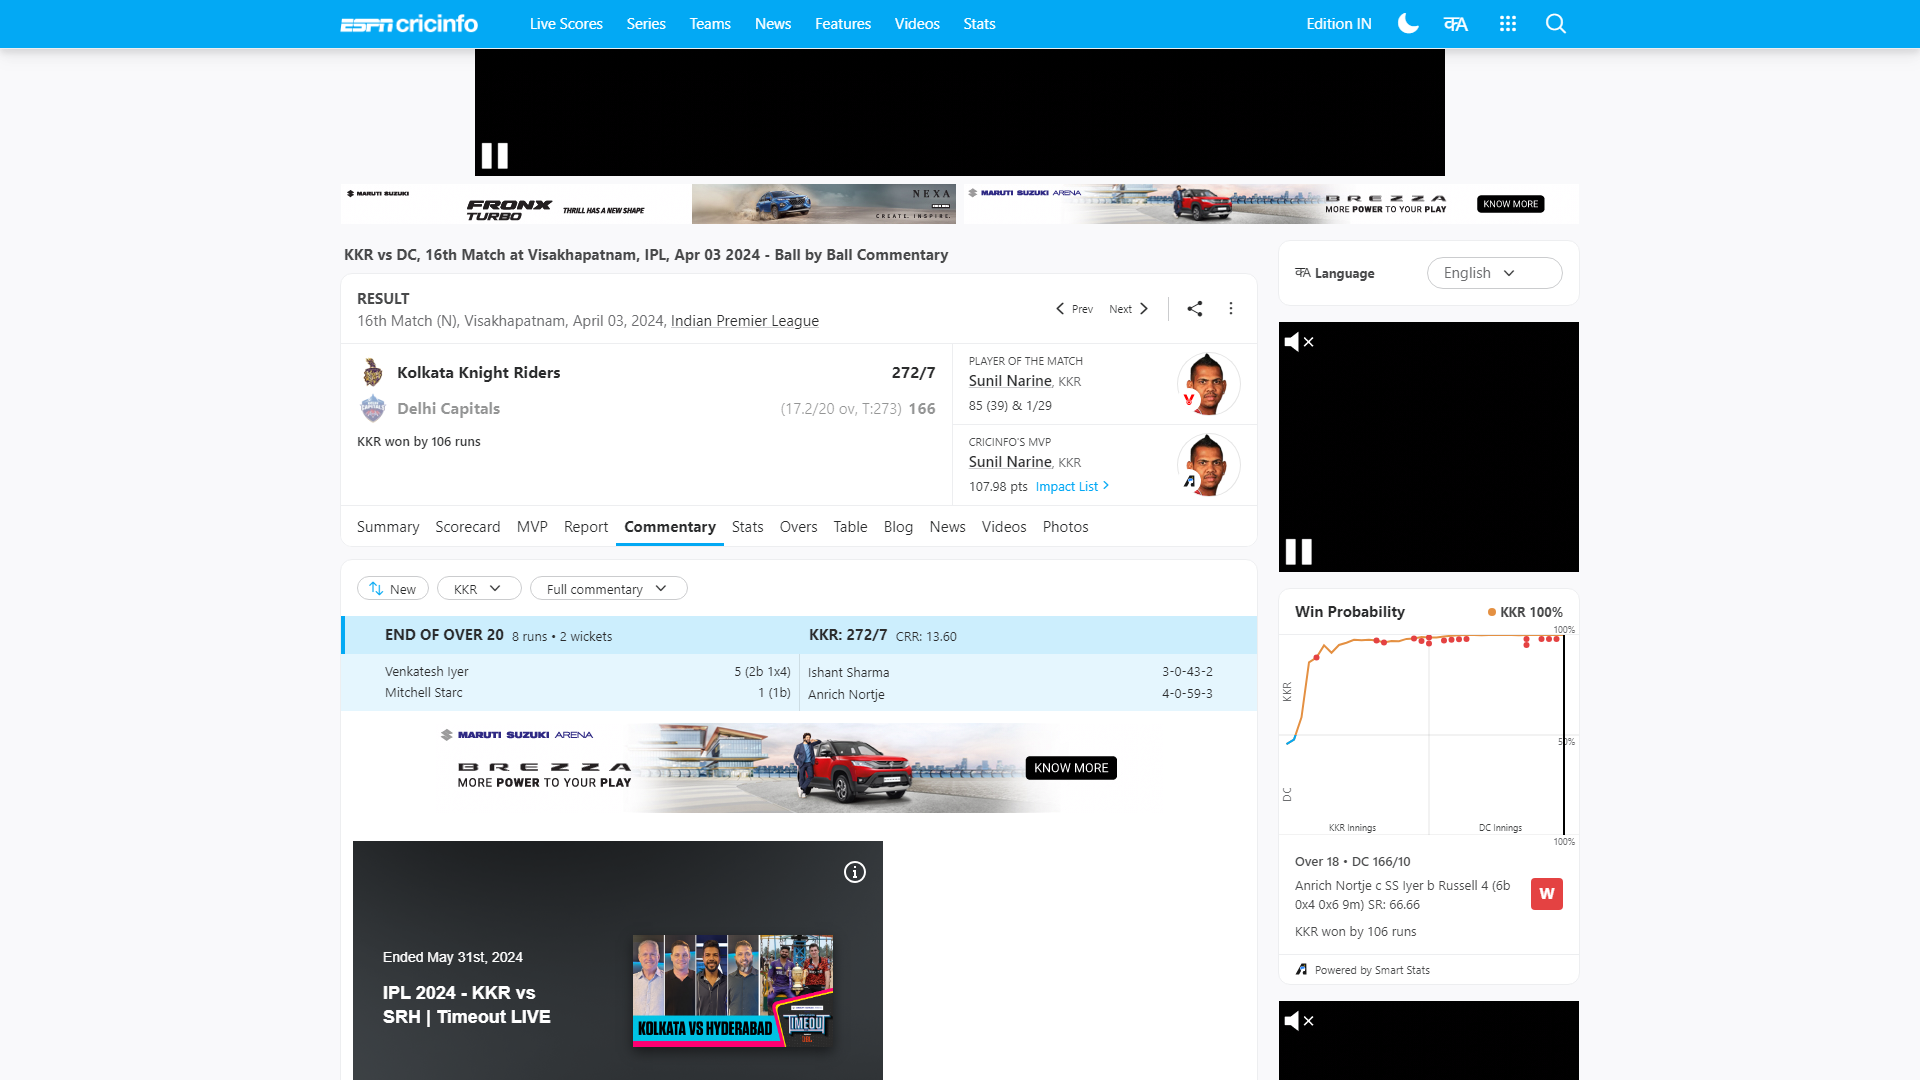 ESPN cricinfo
Live Scores Series Teams News Features Videos Stats
Edition IN
MARUTI SUZUKI
FRONX
TURBO
THRILL HAS A NEW SHAPE
NEXA
CREATE. INSPIRE.
MARUTI SUZUKI ARENA
BREZZA
MORE POWER TO YOUR PLAY
KNOW MORE
KKR vs DC, 16th Match at Visakhapatnam, IPL, Apr 03 2024 - Ball by Ball Commentary
Language
English
RESULT
16th Match (N), Visakhapatnam, April 03, 2024, Indian Premier League
Prev Next
Kolkata Knight Riders 272/7
Delhi Capitals (17.2/20 ov, T:273) 166
KKR won by 106 runs
PLAYER OF THE MATCH
Sunil Narine, KKR
85 (39) & 1/29
CRICINFO'S MVP
Sunil Narine, KKR
107.98 pts Impact List
Summary Scorecard MVP Report Commentary Stats Overs Table Blog News Videos Photos
New KKR Full commentary
END OF OVER 20 8 runs • 2 wickets KKR: 272/7 CRR: 13.60
Venkatesh Iyer 5 (2b 1x4) Ishant Sharma 3-0-43-2
Mitchell Starc 1 (1b) Anrich Nortje 4-0-59-3
MARUTI SUZUKI ARENA
BREZZA
MORE POWER TO YOUR PLAY
KNOW MORE
Ended May 31st, 2024
IPL 2024 - KKR vs
SRH | Timeout LIVE
KOLKATA VS HYDERABAD
TIMEOUT
Win Probability KKR 100%
100%
KKR
50%
DC
KKR Innings DC Innings
100%
Over 18 • DC 166/10
Anrich Nortje c SS Iyer b Russell 4 (6b
0x4 0x6 9m) SR: 66.66
W
KKR won by 106 runs
Powered by Smart Stats